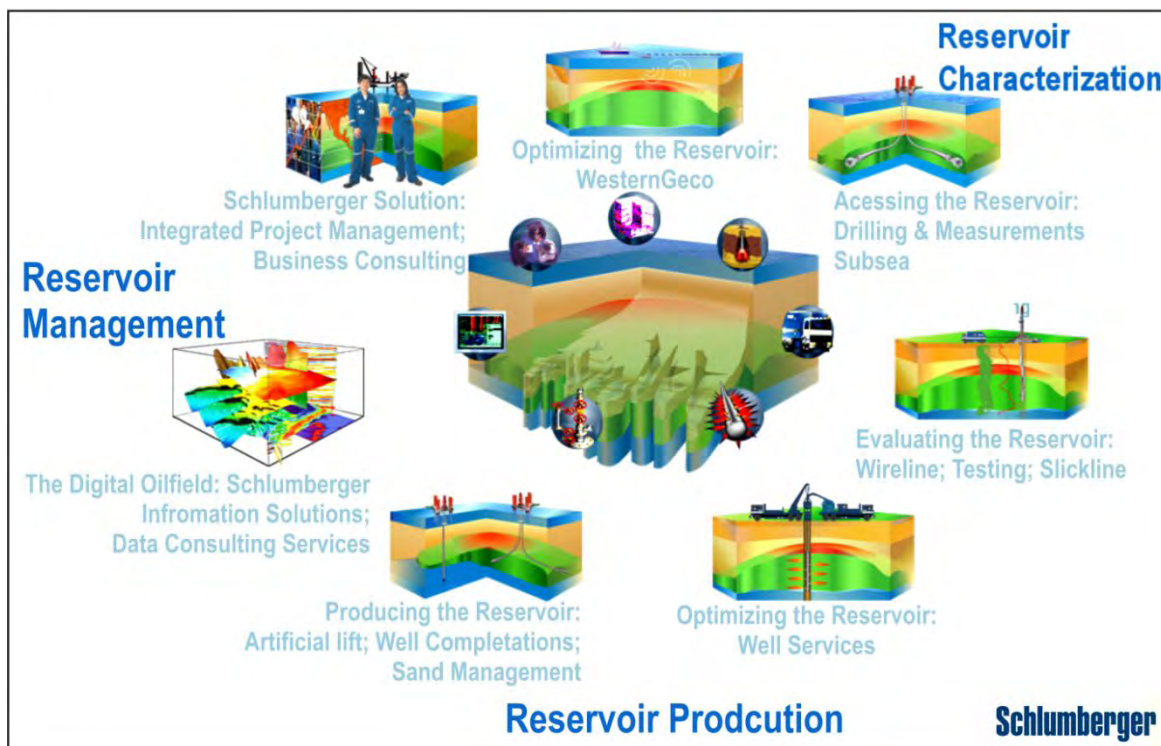 Reservoir
Characterization
Optimizing the Reservoir:
WesternGeco
Schlumberger Solution:
Integrated Project Management;
Business Consulting
Acessing the Reservoir:
Drilling & Measurements
Subsea
Reservoir
Management
Evaluating the Reservoir:
Wireline; Testing; Slickline
The Digital Oilfield: Schlumberger
Infromation Solutions;
Data Consulting Services
Producing the Reservoir:
Artificial lift; Well Completations;
Sand Management
Optimizing the Reservoir:
Well Services
Reservoir Prodcution
Schlumberger